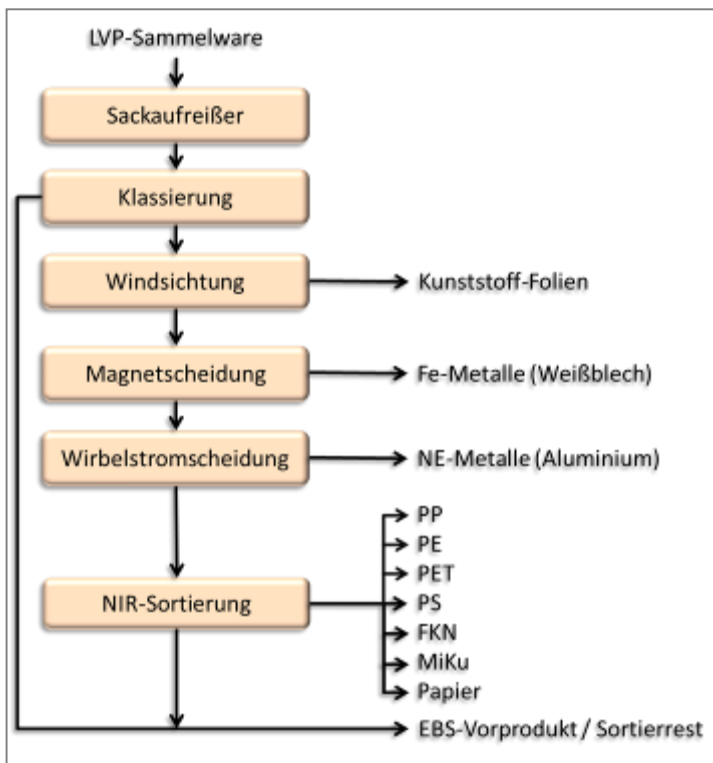 LVP-Sammelware
Sackaufreißer
Klassierung
Windsichtung
Kunststoff-Folien
Magnetscheidung
Fe-Metalle (Weißblech)
Wirbelstromscheidung
NE-Metalle (Aluminium)
NIR-Sortierung
PP
PE
PET
PS
FKN
MiKu
Papier
EBS-Vorprodukt / Sortierrest